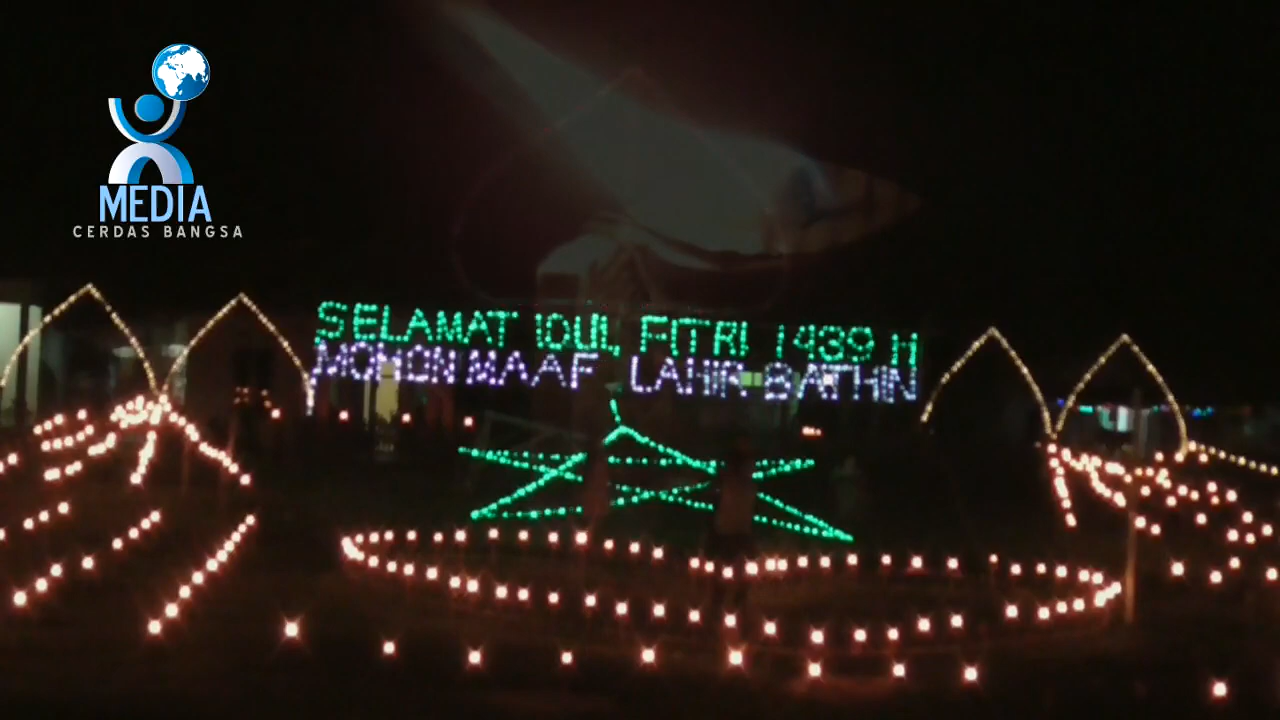 MEDIA
CERDAS BANGSA
SELAMAT IDUL FITRI 1439 H
MOHON MAAF LAHIR BATHIN